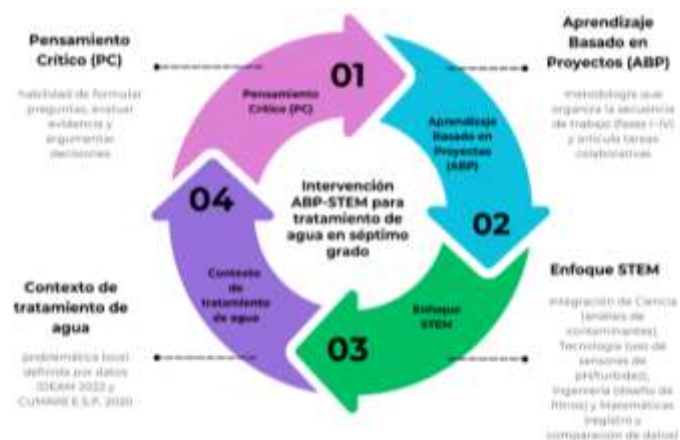 Pensamiento
Crítico (PC)
habilidad de formular
preguntas, evaluar
evidencia y
argumentar
decisiones
01
Pensamiento
Crítico (PC)
Aprendizaje
Basado en
Proyectos (ABP)
metodología que
organiza la secuencia
de trabajo (fases I-IV)
y articula tareas
colaborativas
Aprendizaje
Basado en
Proyectos
(ABP)
02
Intervención
ABP-STEM para
tratamiento de
agua en séptimo
grado
04
Contexto
de
tratamiento
de agua
Contexto de
tratamiento de
agua
problemática local
definida por datos
IDEAM 2022 y
CUMARE E.S.P. 2020
03
Enfoque
STEM
Enfoque STEM
integración de Ciencia
(análisis de
contaminantes),
Tecnología (uso de
sensores de
pH/turbidez),
Ingeniería (diseño de
filtros) y Matemáticas
(registro y
comparación de datos)